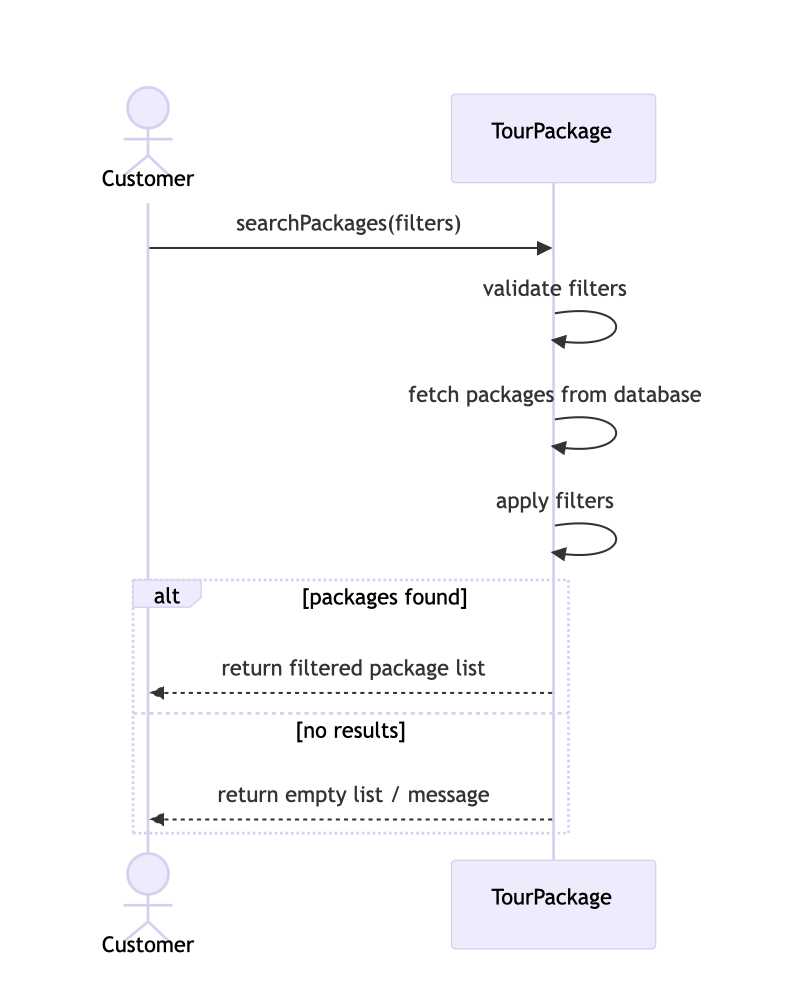 Customer
TourPackage
searchPackages(filters)
validate filters
fetch packages from database
apply filters
alt
[packages found]
return filtered package list
[no results]
return empty list / message
Customer
TourPackage